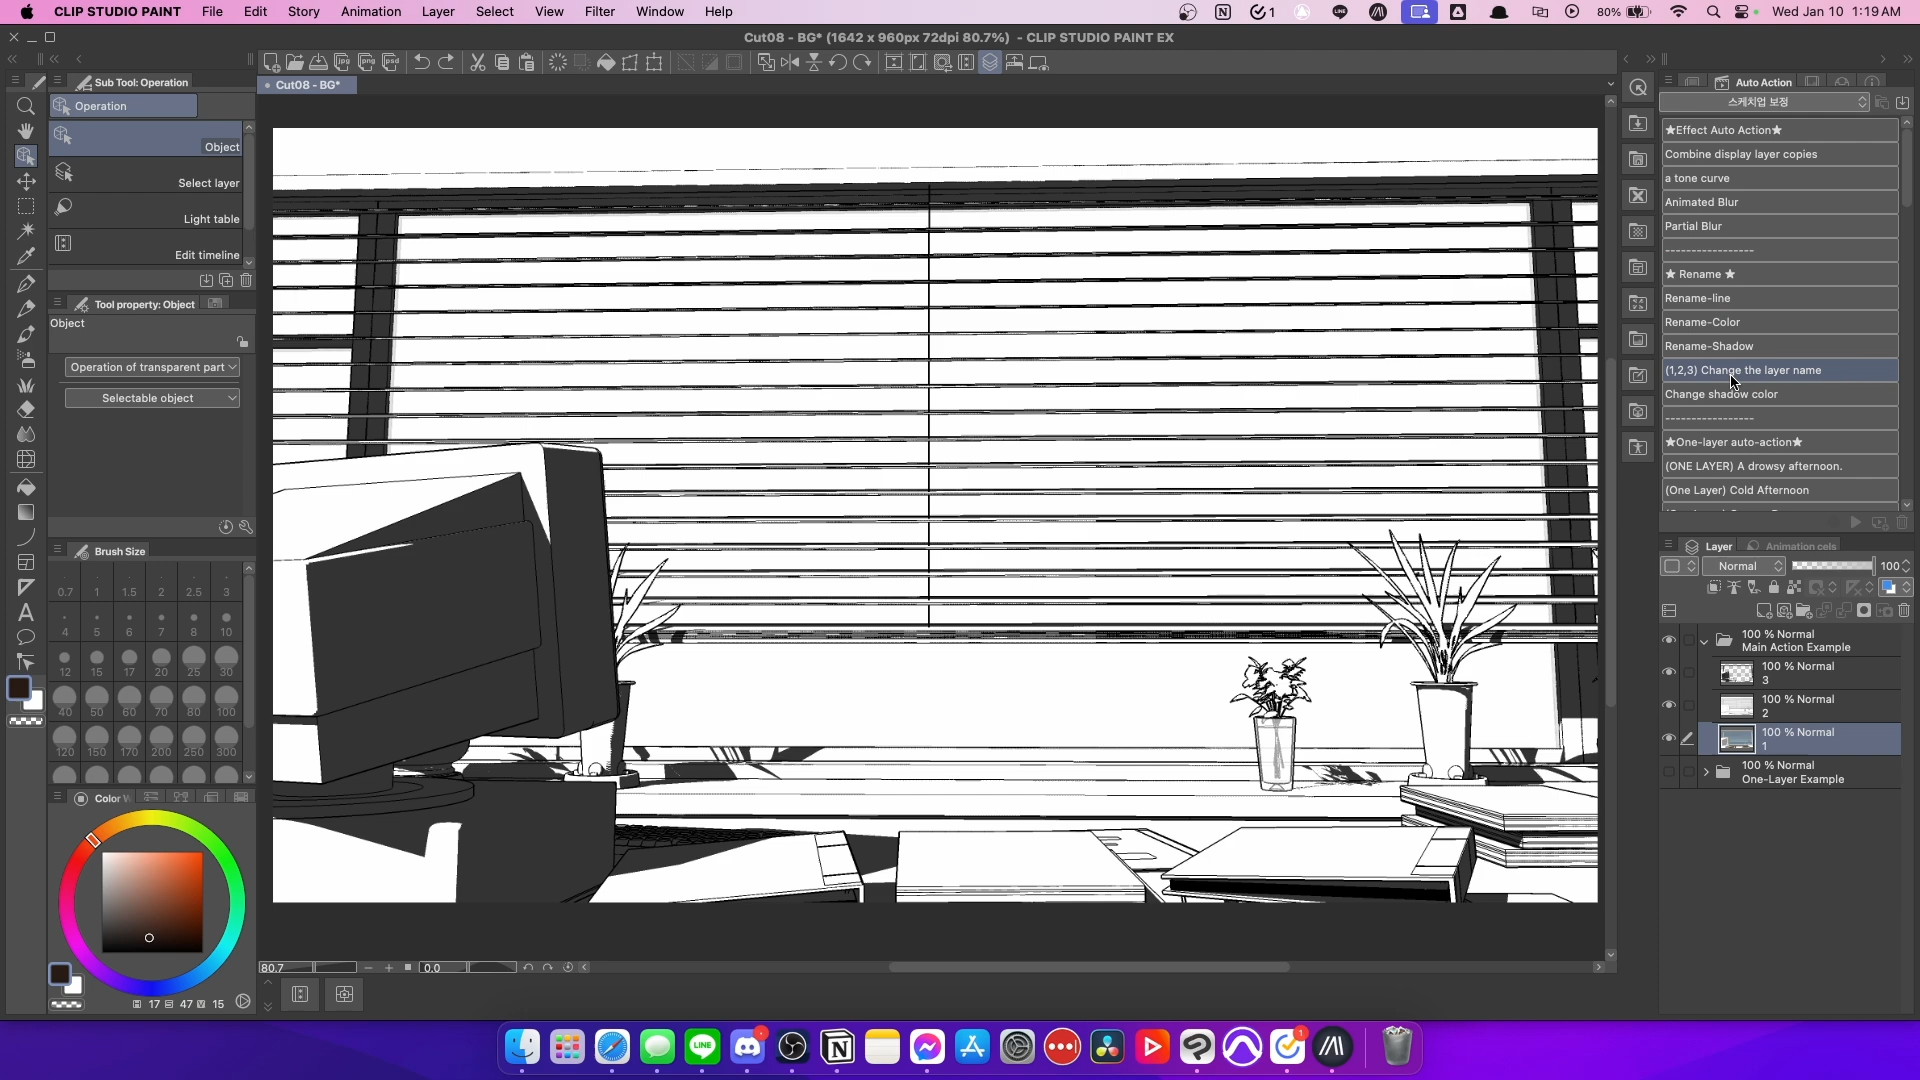 CLIP STUDIO PAINT File Edit Story Animation Layer Select View Filter Window Help
1 80% Wed Jan 10 1:19 AM
Cut08 - BG* (1642 x 960px 72dpi 80.7%) - CLIP STUDIO PAINT EX
Sub Tool: Operation
Operation
Object
Select layer
Light table
Edit timeline
Tool property: Object
Object
Operation of transparent part
Selectable object
Brush Size
0.7 1 1.5 2 2.5 3
4 5 6 7 8 10
12 15 17 20 25 30
40 50 60 70 80 100
120 150 170 200 250 300
Color
17 47 15
Cut08 - BG*
80.7 0.0
Auto Action
스케치업 보정
★Effect Auto Action★
Combine display layer copies
a tone curve
Animated Blur
Partial Blur
------------------
★ Rename ★
Rename-line
Rename-Color
Rename-Shadow
(1,2,3) Change the layer name
Change shadow color
------------------
★One-layer auto-action★
(ONE LAYER) A drowsy afternoon.
(One Layer) Cold Afternoon
Layer Animation cels
Normal 100
100 % Normal
Main Action Example
100 % Normal
3
100 % Normal
2
100 % Normal
1
100 % Normal
One-Layer Example